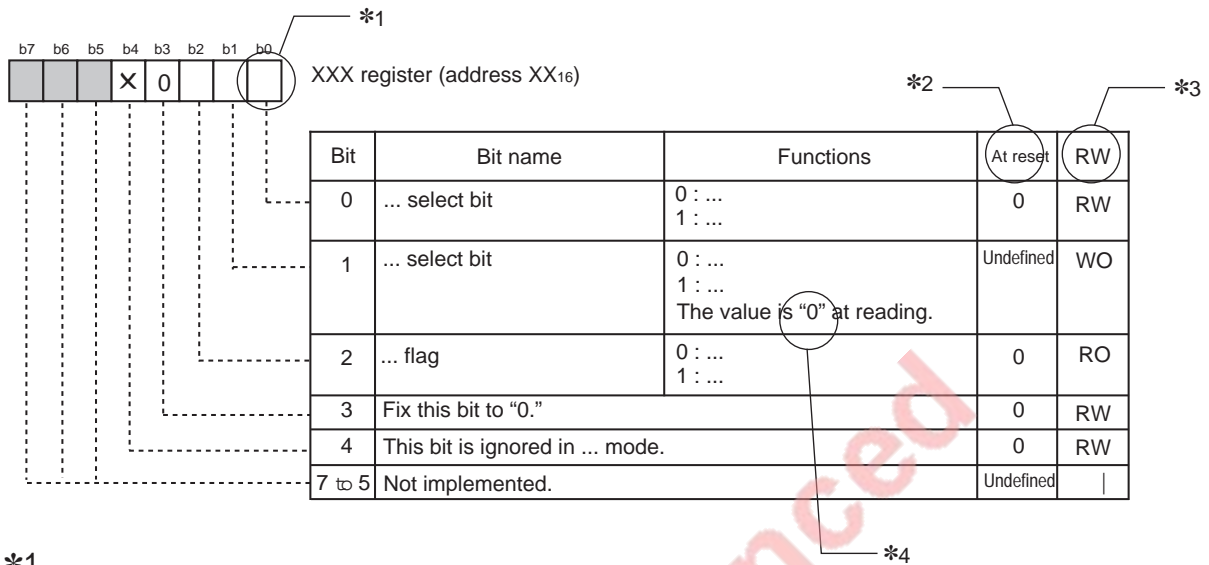 ✽1
b7 b6 b5 b4 b3 b2 b1 b0
✕ 0
XXX register (address XX16)
✽2
✽3
Bit Bit name Functions At reset RW
0 ... select bit 0 : ... 0 RW
1 : ...
1 ... select bit 0 : ... Undefined WO
1 : ...
The value is “0” at reading.
2 ... flag 0 : ... 0 RO
1 : ...
3 Fix this bit to “0.” 0 RW
4 This bit is ignored in ... mode. 0 RW
7 to 5 Not implemented. Undefined |
✽4
✽1